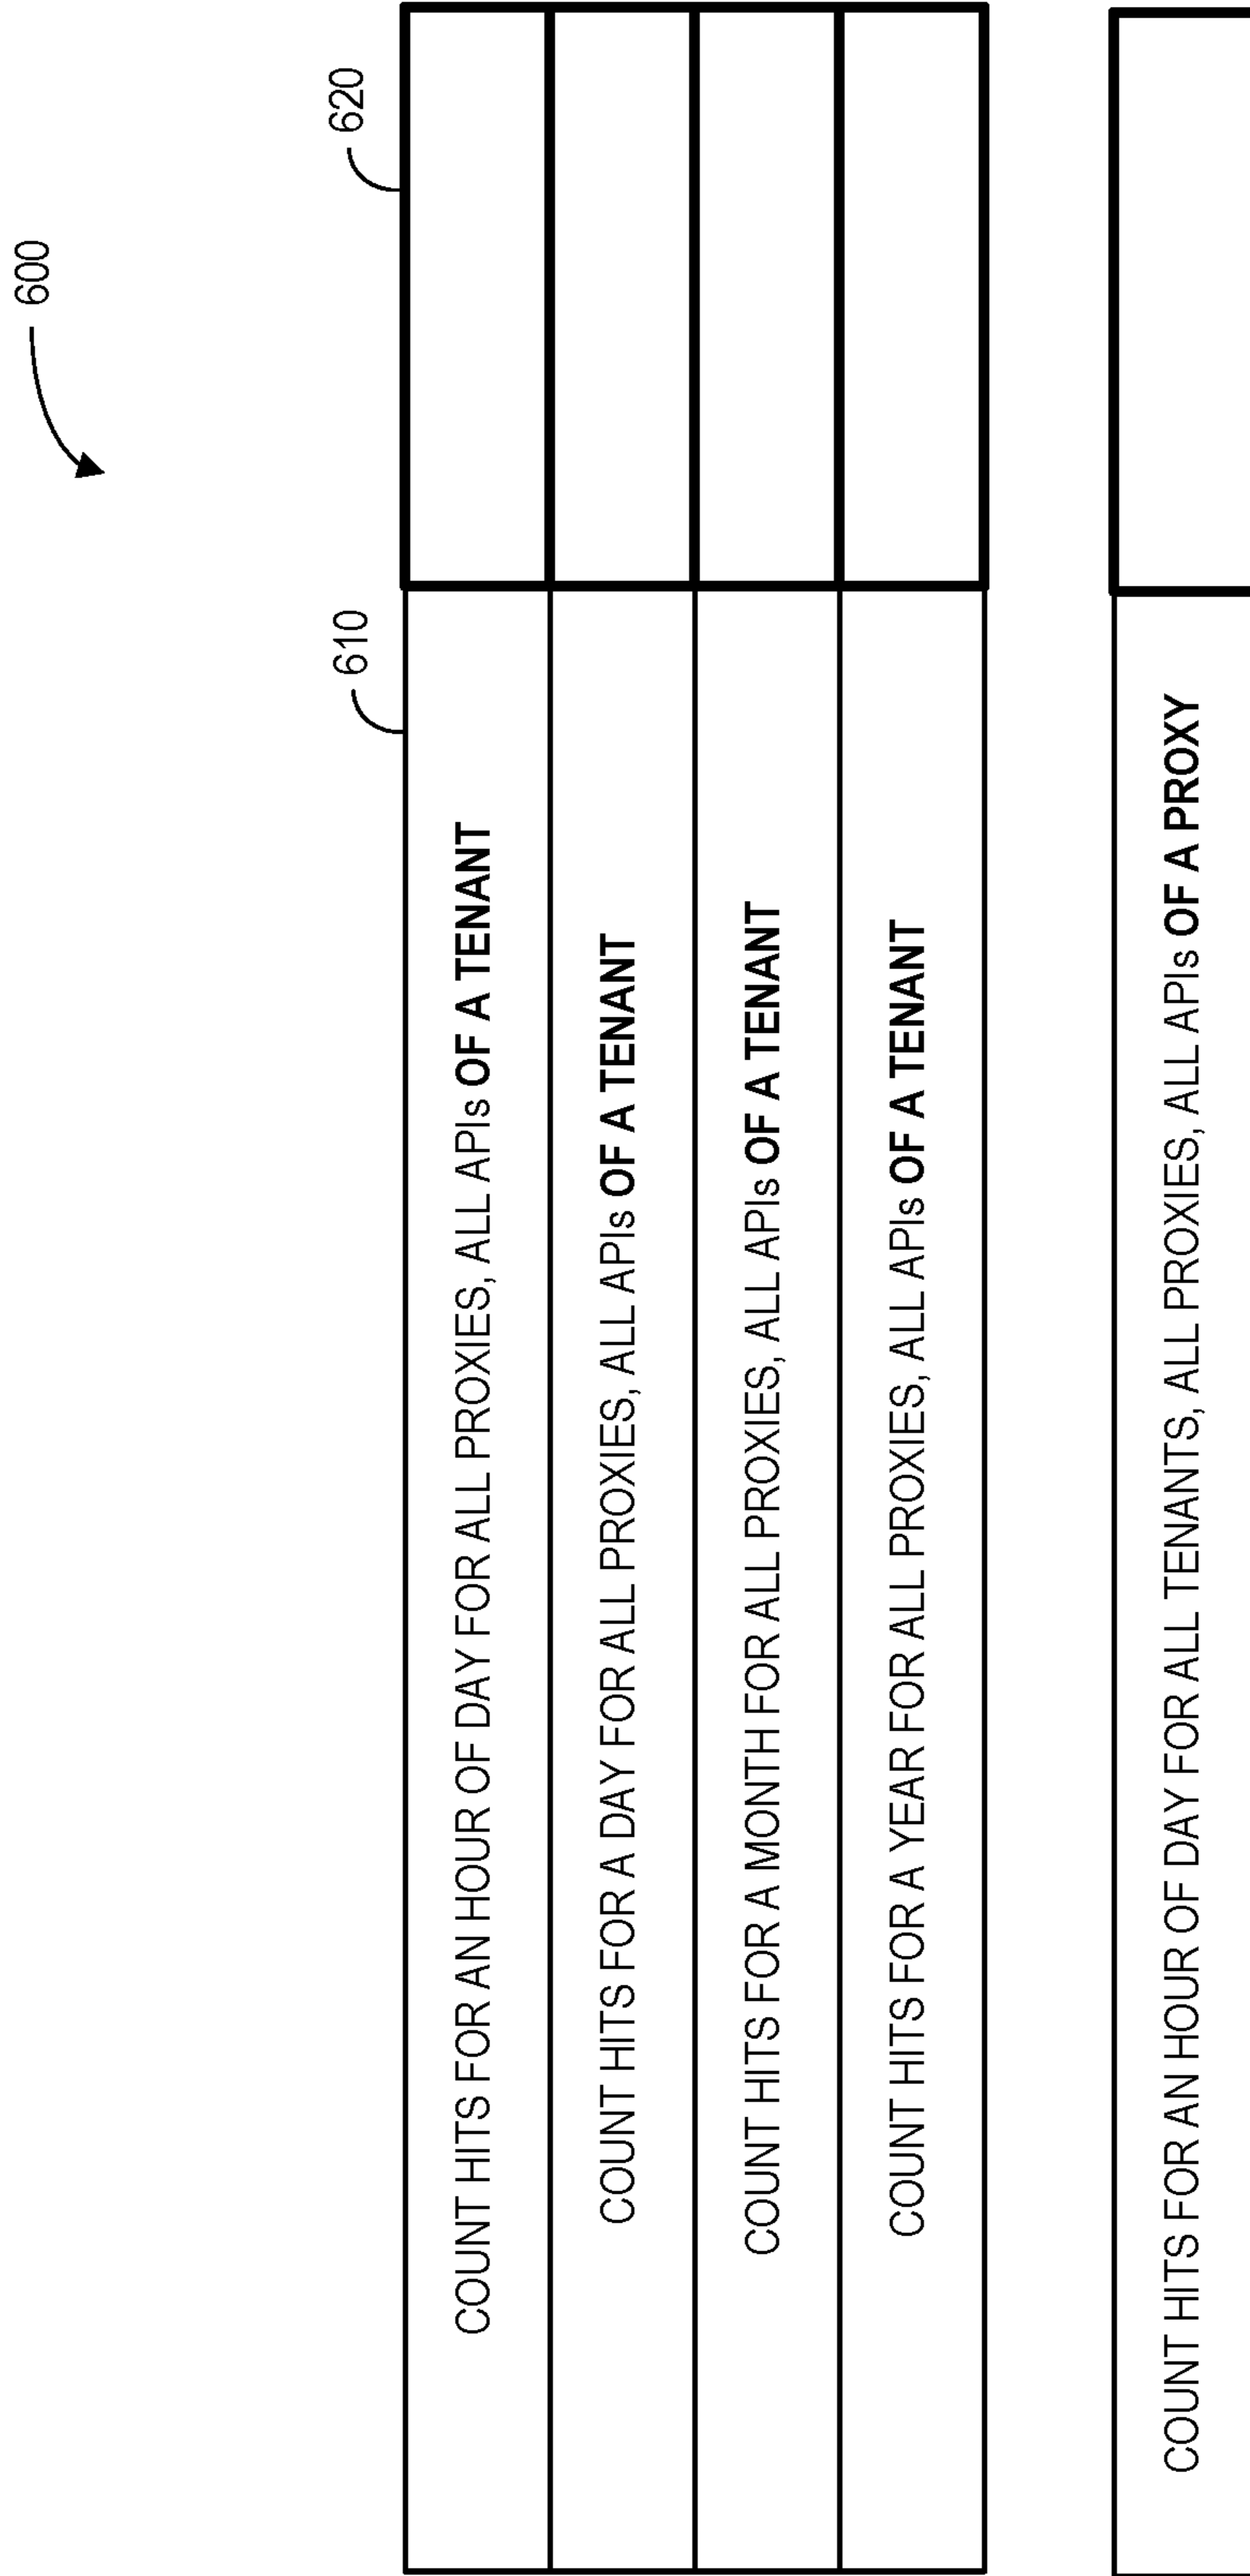 600
610
620
COUNT HITS FOR AN HOUR OF DAY FOR ALL PROXIES, ALL APIs OF A TENANT
COUNT HITS FOR A DAY FOR ALL PROXIES, ALL APIs OF A TENANT
COUNT HITS FOR A MONTH FOR ALL PROXIES, ALL APIs OF A TENANT
COUNT HITS FOR A YEAR FOR ALL PROXIES, ALL APIs OF A TENANT
COUNT HITS FOR AN HOUR OF DAY FOR ALL TENANTS, ALL PROXIES, ALL APIs OF A PROXY